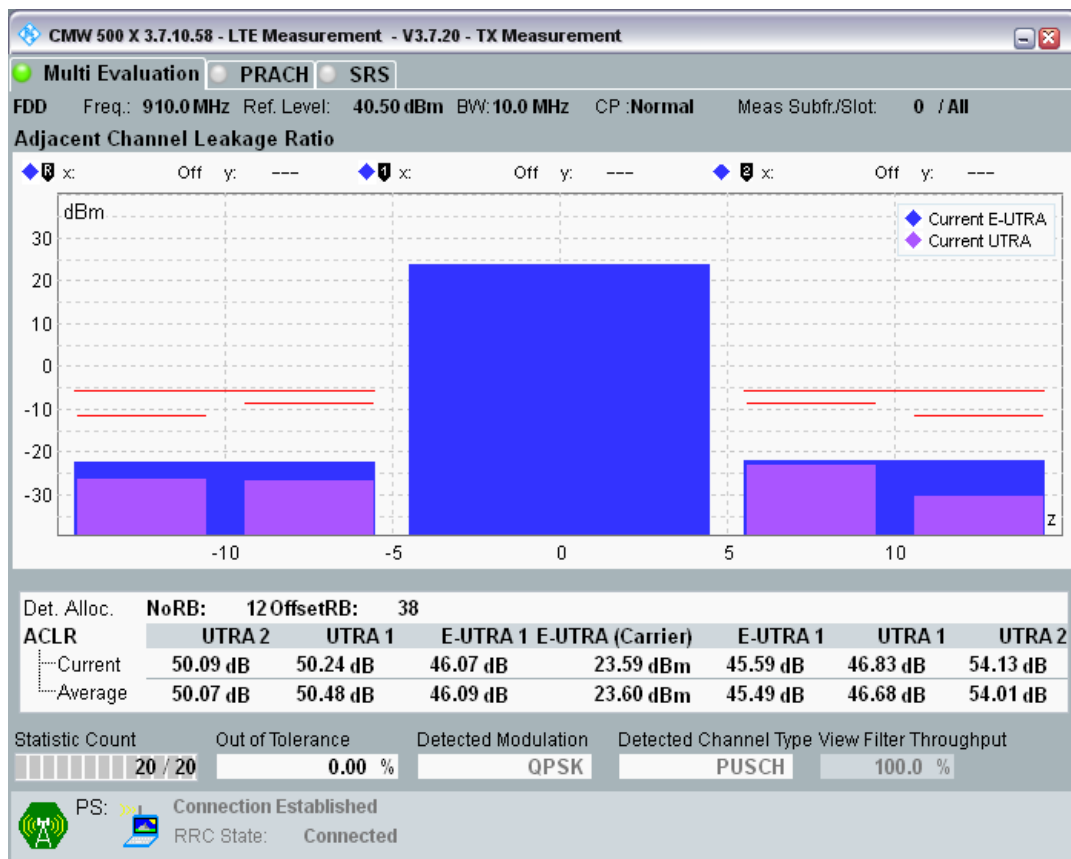 CMW 500 X 3.7.10.58 - LTE Measurement - V3.7.20 - TX Measurement
Multi Evaluation PRACH SRS
FDD Freq.: 910.0 MHz Ref. Level: 40.50 dBm BW: 10.0 MHz CP :Normal Meas Subfr./Slot: 0 / All
Adjacent Channel Leakage Ratio
R x: Off y: --- 1 x: Off y: --- 2 x: Off y: ---
dBm
Current E-UTRA
Current UTRA
30
20
10
0
-10
-20
-30
z
-10 -5 0 5 10
Det. Alloc. NoRB: 12 OffsetRB: 38
ACLR UTRA 2 UTRA 1 E-UTRA 1 E-UTRA (Carrier) E-UTRA 1 UTRA 1 UTRA 2
Current 50.09 dB 50.24 dB 46.07 dB 23.59 dBm 45.59 dB 46.83 dB 54.13 dB
Average 50.07 dB 50.48 dB 46.09 dB 23.60 dBm 45.49 dB 46.68 dB 54.01 dB
Statistic Count Out of Tolerance Detected Modulation Detected Channel Type View Filter Throughput
20 / 20 0.00 % QPSK PUSCH 100.0 %
PS: Connection Established
RRC State: Connected